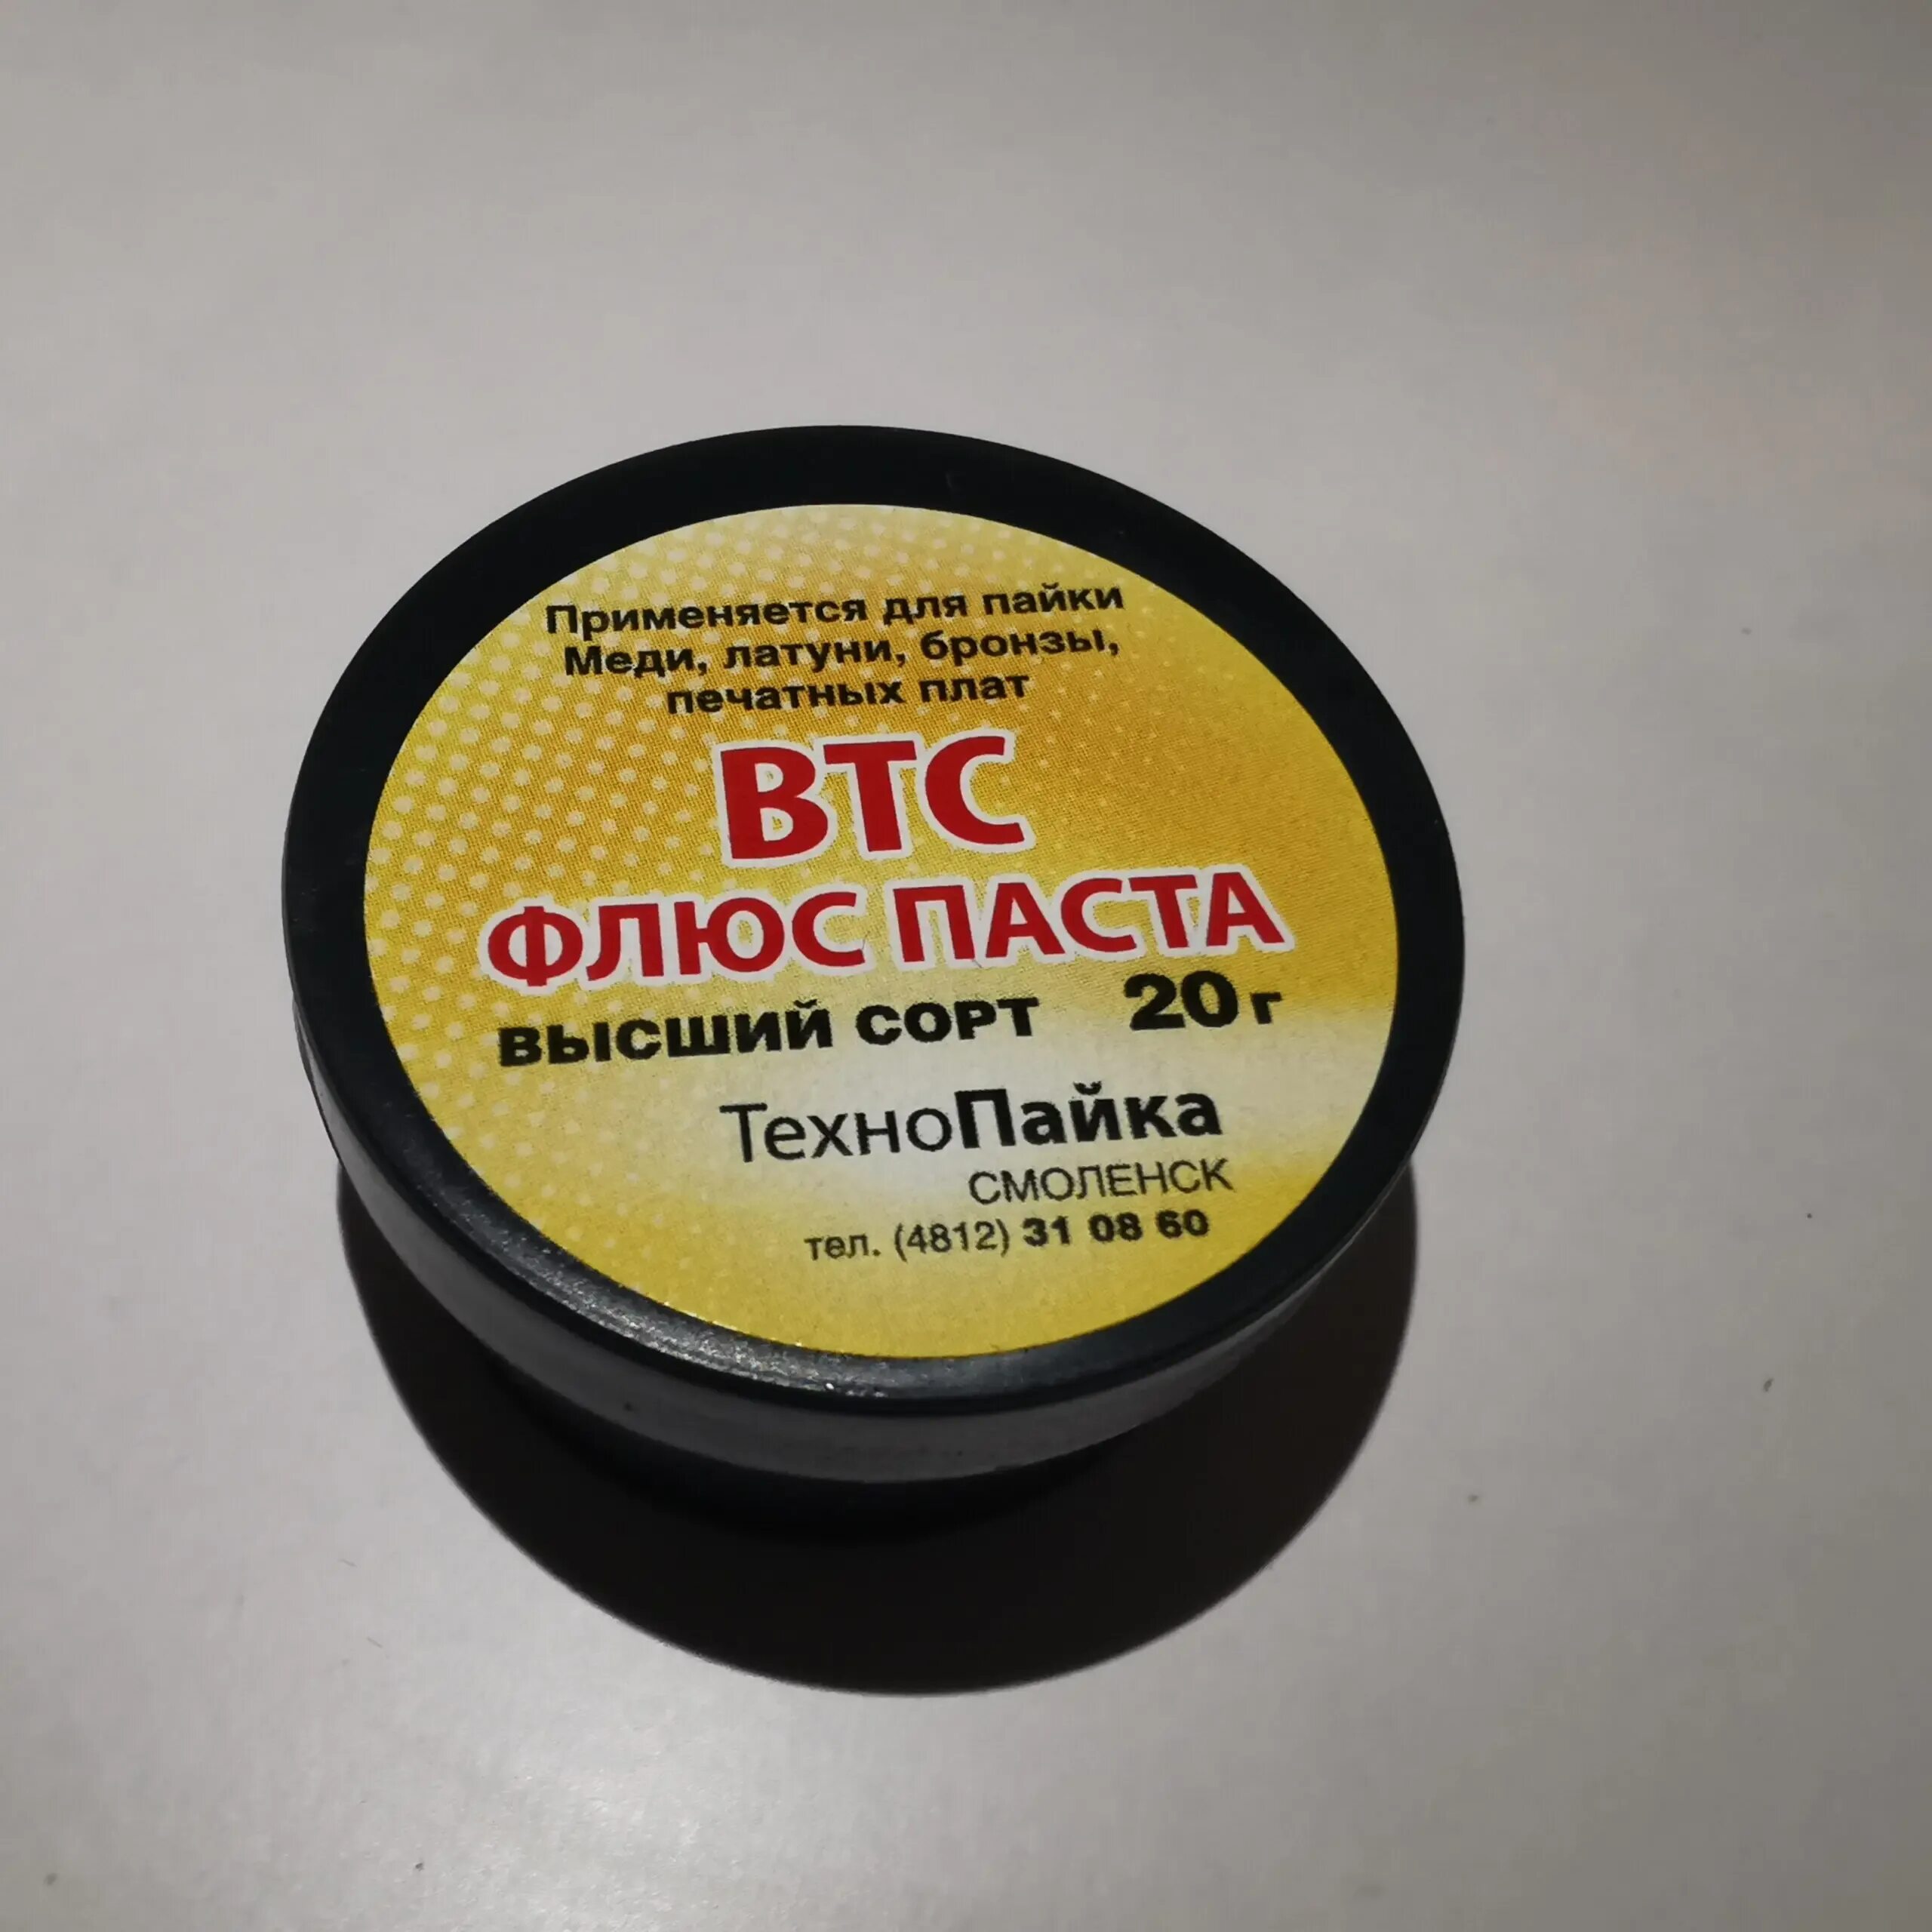 Применяется для пайки
Меди, латуни, бронзы,
печатных плат
ВТС
ФЛЮС ПАСТА
ВЫСШИЙ СОРТ 20 г
ТехноПайка
СМОЛЕНСК
тел. (4812) 31 08 60